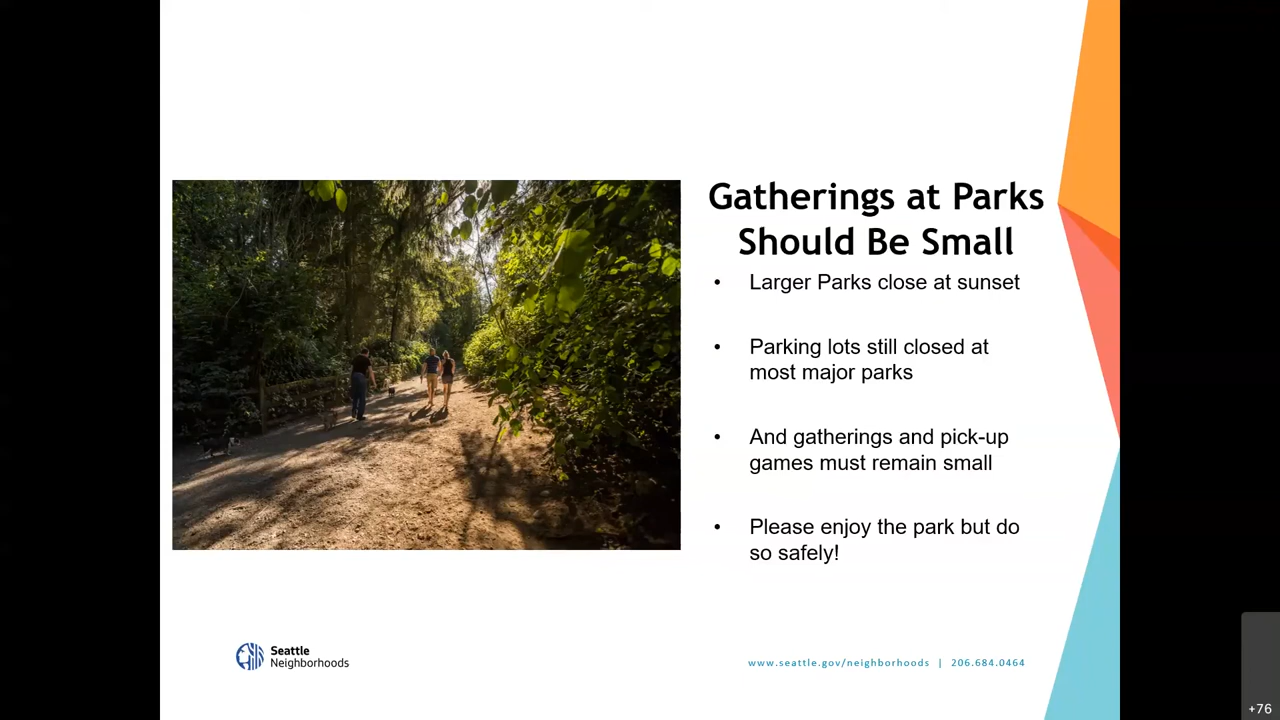 Gatherings at Parks
Should Be Small
• Larger Parks close at sunset
• Parking lots still closed at
most major parks
• And gatherings and pick-up
games must remain small
• Please enjoy the park but do
so safely!
Seattle
Neighborhoods
www.seattle.gov/neighborhoods | 206.684.0464
+76